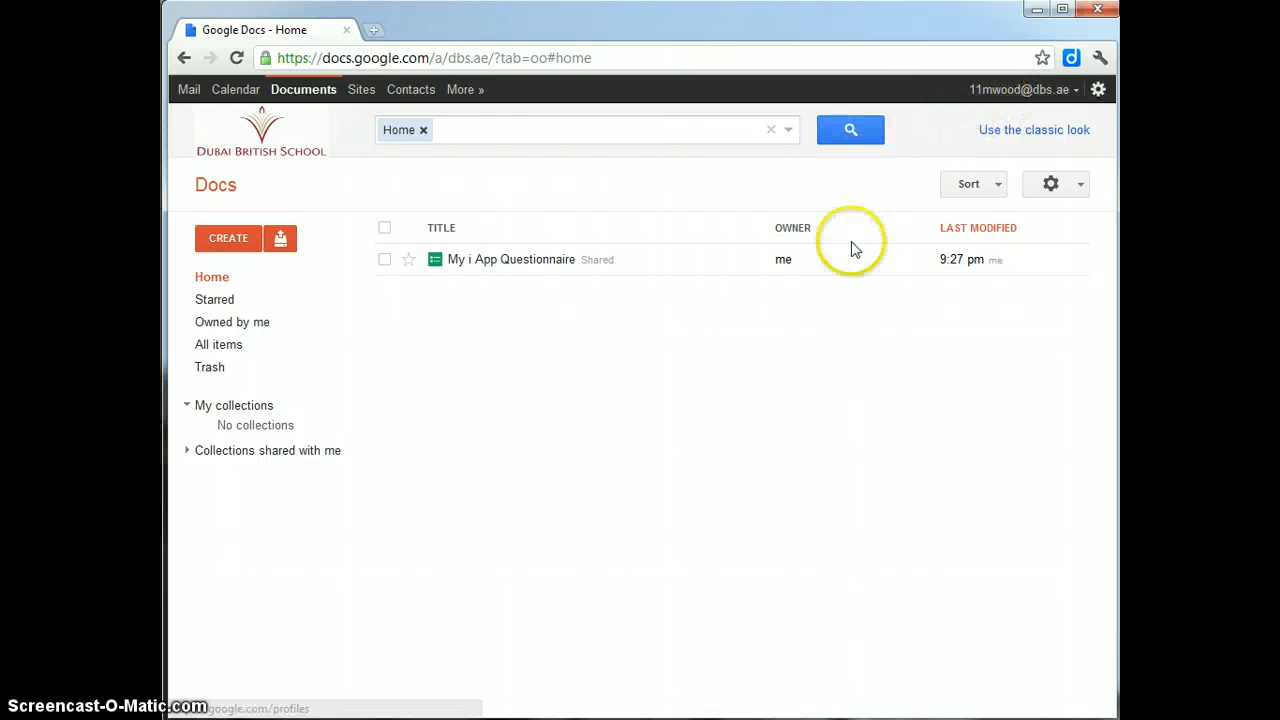 Google Docs - Home
https://docs.google.com/a/dbs.ae/?tab=oo#home
Mail Calendar Documents Sites Contacts More » 11mwood@dbs.ae
DUBAI BRITISH SCHOOL
Home Use the classic look
Docs Sort
CREATE TITLE OWNER LAST MODIFIED
My i App Questionnaire Shared me 9:27 pm me
Home
Starred
Owned by me
All items
Trash
My collections
No collections
Collections shared with me
Screencast-O-Matic.com google.com/profiles